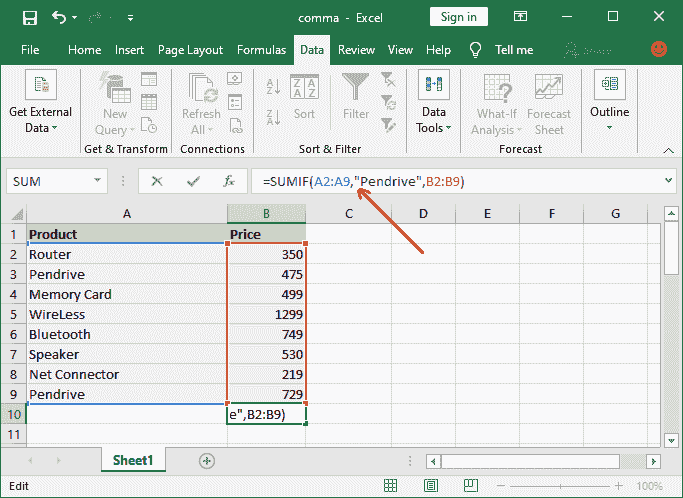 comma - Excel
Sign in
File Home Insert Page Layout Formulas Data Review View Help Tell me Share
Get External Data
New Query
Get & Transform
Refresh All
Connections
Sort
Filter
Sort & Filter
Data Tools
What-If Analysis
Forecast Sheet
Forecast
Outline
SUM fx =SUMIF(A2:A9,"Pendrive",B2:B9)
A B C D E F G
1 Product Price
2 Router 350
3 Pendrive 475
4 Memory Card 499
5 WireLess 1299
6 Bluetooth 749
7 Speaker 530
8 Net Connector 219
9 Pendrive 729
10 e",B2:B9)
11
Sheet1
Edit 100%